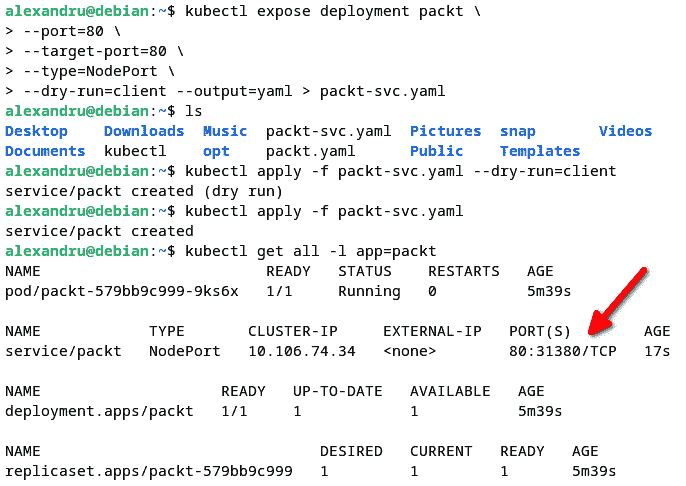 alexandru@debian:~$ kubectl expose deployment packt \
> --port=80 \
> --target-port=80 \
> --type=NodePort \
> --dry-run=client --output=yaml > packt-svc.yaml
alexandru@debian:~$ ls
Desktop    Downloads  Music  packt-svc.yaml  Pictures  snap       Videos
Documents  kubectl    opt    packt.yaml      Public    Templates
alexandru@debian:~$ kubectl apply -f packt-svc.yaml --dry-run=client
service/packt created (dry run)
alexandru@debian:~$ kubectl apply -f packt-svc.yaml
service/packt created
alexandru@debian:~$ kubectl get all -l app=packt
NAME                         READY   STATUS    RESTARTS   AGE
pod/packt-579bb9c999-9ks6x   1/1     Running   0          5m39s

NAME            TYPE       CLUSTER-IP     EXTERNAL-IP   PORT(S)        AGE
service/packt   NodePort   10.106.74.34   <none>        80:31380/TCP   17s

NAME                    READY   UP-TO-DATE   AVAILABLE   AGE
deployment.apps/packt   1/1     1            1           5m39s

NAME                               DESIRED   CURRENT   READY   AGE
replicaset.apps/packt-579bb9c999   1         1         1       5m39s